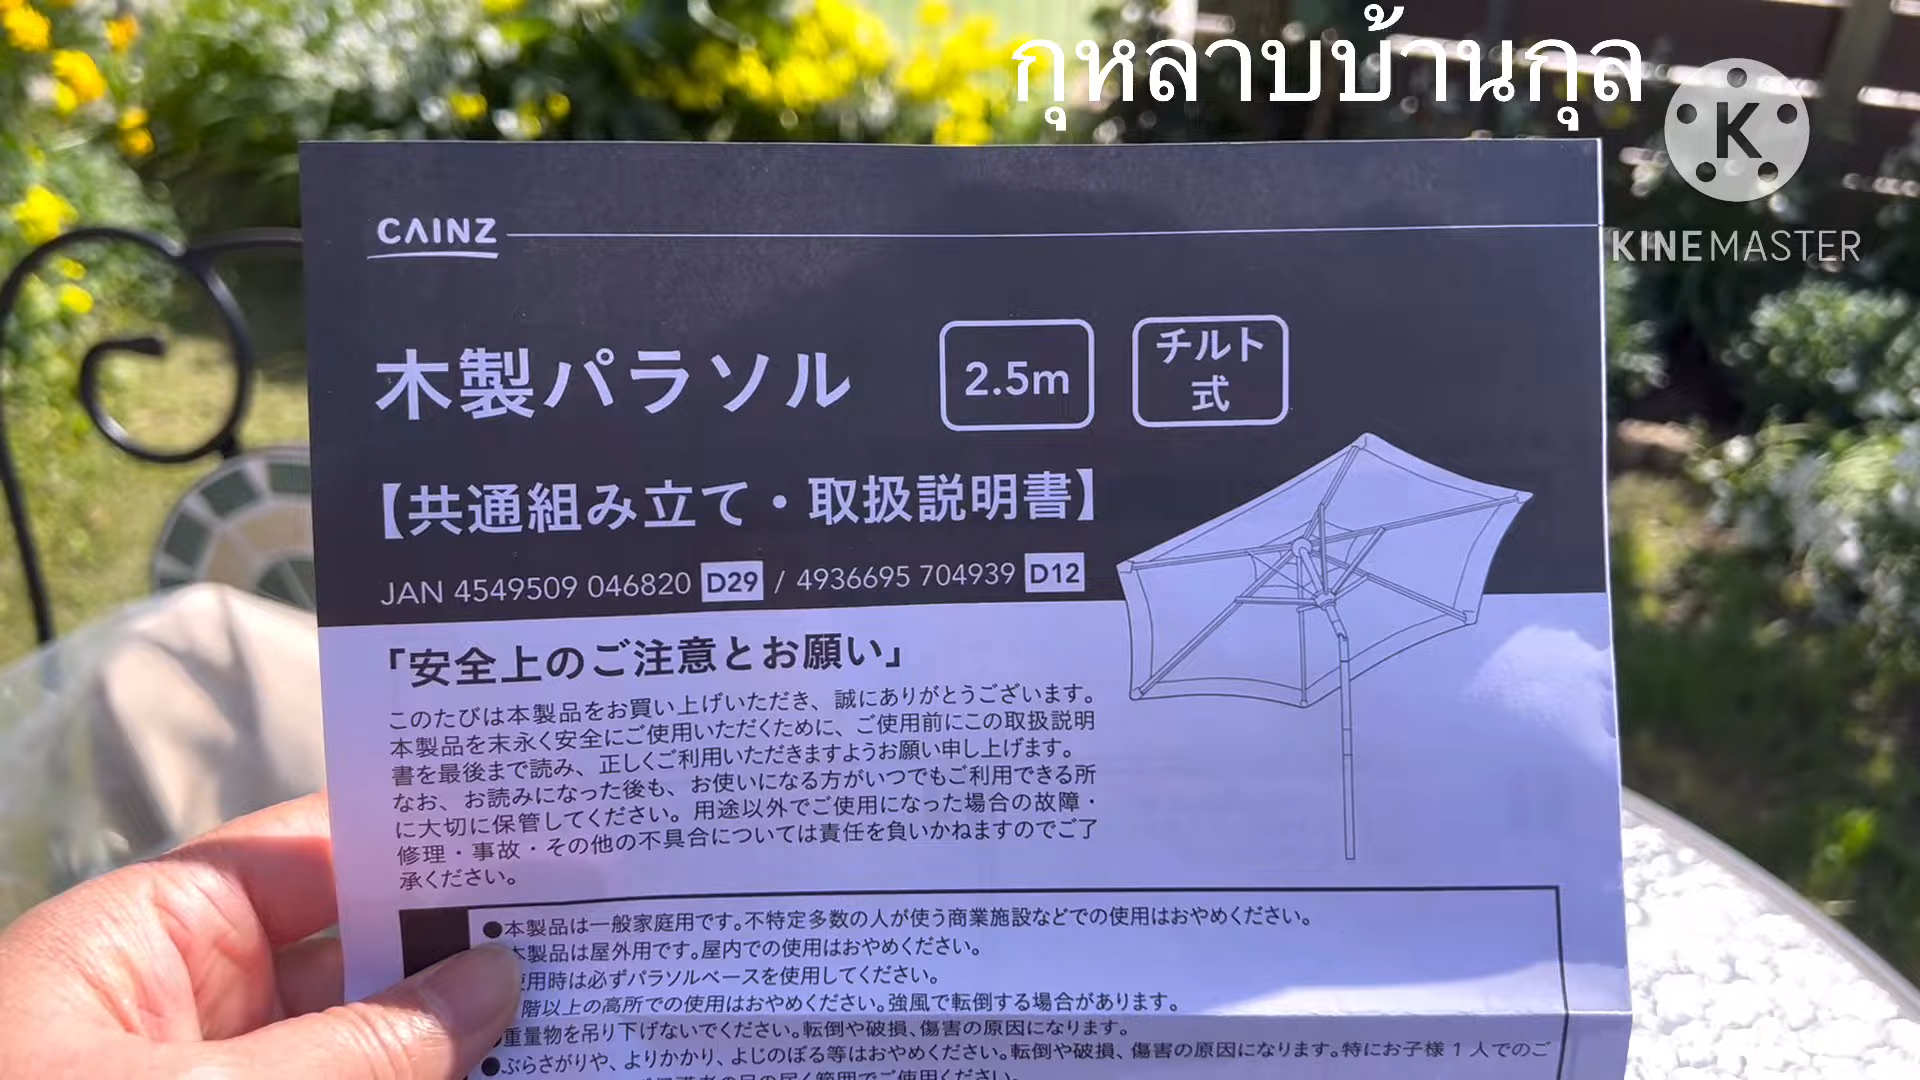 กุหลาบบ้านกุล
K
KINEMASTER
CAINZ
木製パラソル
2.5m
チルト
式
【共通組み立て・取扱説明書】
JAN 4549509 046820 D29 / 4936695 704939 D12
「安全上のご注意とお願い」
このたびは本製品をお買い上げいただき、誠にありがとうございます。
本製品を末永く安全にご使用いただくために、ご使用前にこの取扱説明
書を最後まで読み、正しくご利用いただきますようお願い申し上げます。
なお、お読みになった後も、お使いになる方がいつでもご利用できる所
に大切に保管してください。用途以外でご使用になった場合の故障・
修理・事故・その他の不具合については責任を負いかねますのでご了
承ください。
●本製品は一般家庭用です。不特定多数の人が使う商業施設などでの使用はおやめください。
本製品は屋外用です。屋内での使用はおやめください。
使用時は必ずパラソルベースを使用してください。
階以上の高所での使用はおやめください。強風で転倒する場合があります。
重量物を吊り下げないでください。転倒や破損、傷害の原因になります。
●ぶらさがりや、よりかかり、よじのぼる等はおやめください。転倒や破損、傷害の原因になります。特にお子様1人でのご
の目の届く範囲でご使用ください。